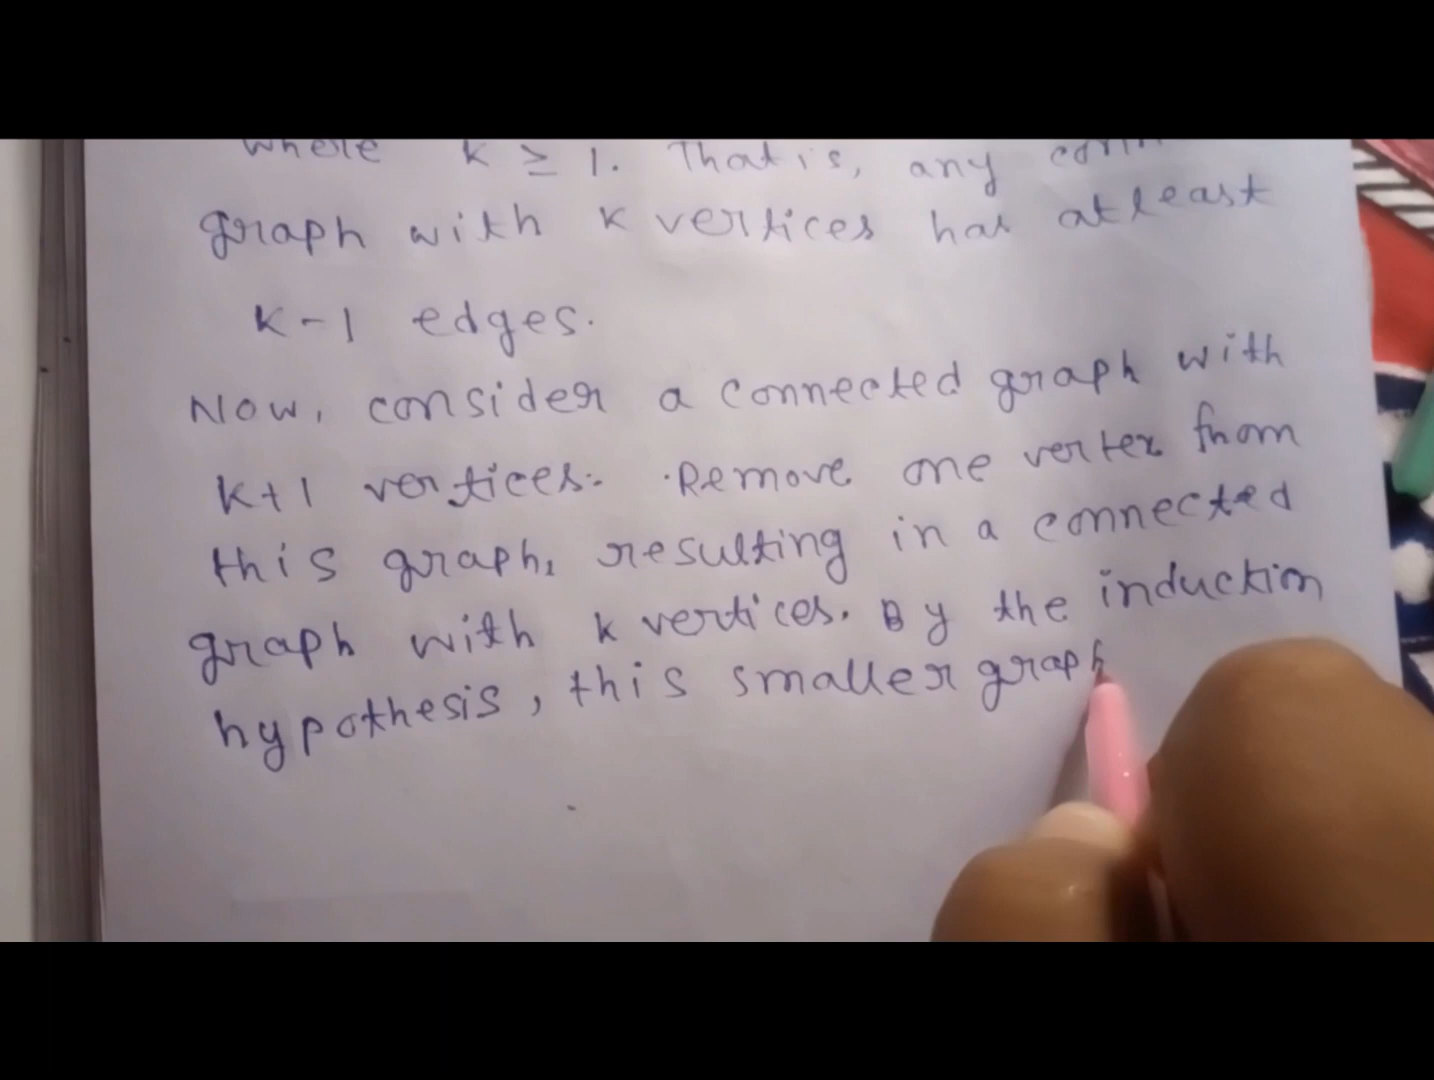 where k ≥ 1. That is, any
graph with k vertices has atleast
k-1 edges.
Now, consider a connected graph with
k+1 vertices. Remove one vertex from
this graph, resulting in a connected
graph with k vertices. By the induction
hypothesis, this smaller graph